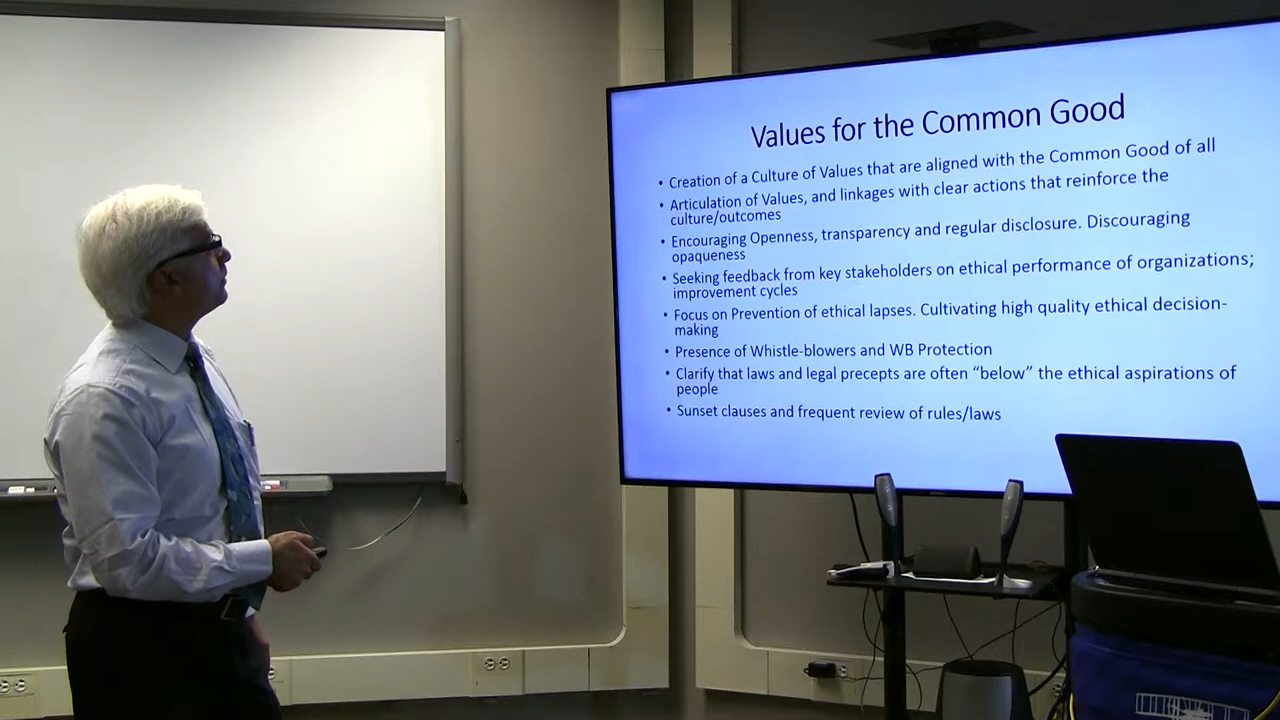 Values for the Common Good
• Creation of a Culture of Values that are aligned with the Common Good of all
• Articulation of Values, and linkages with clear actions that reinforce the
culture/outcomes
• Encouraging Openness, transparency and regular disclosure. Discouraging
opaqueness
• Seeking feedback from key stakeholders on ethical performance of organizations;
improvement cycles
• Focus on Prevention of ethical lapses. Cultivating high quality ethical decision-
making
• Presence of Whistle-blowers and WB Protection
• Clarify that laws and legal precepts are often “below” the ethical aspirations of
people
• Sunset clauses and frequent review of rules/laws